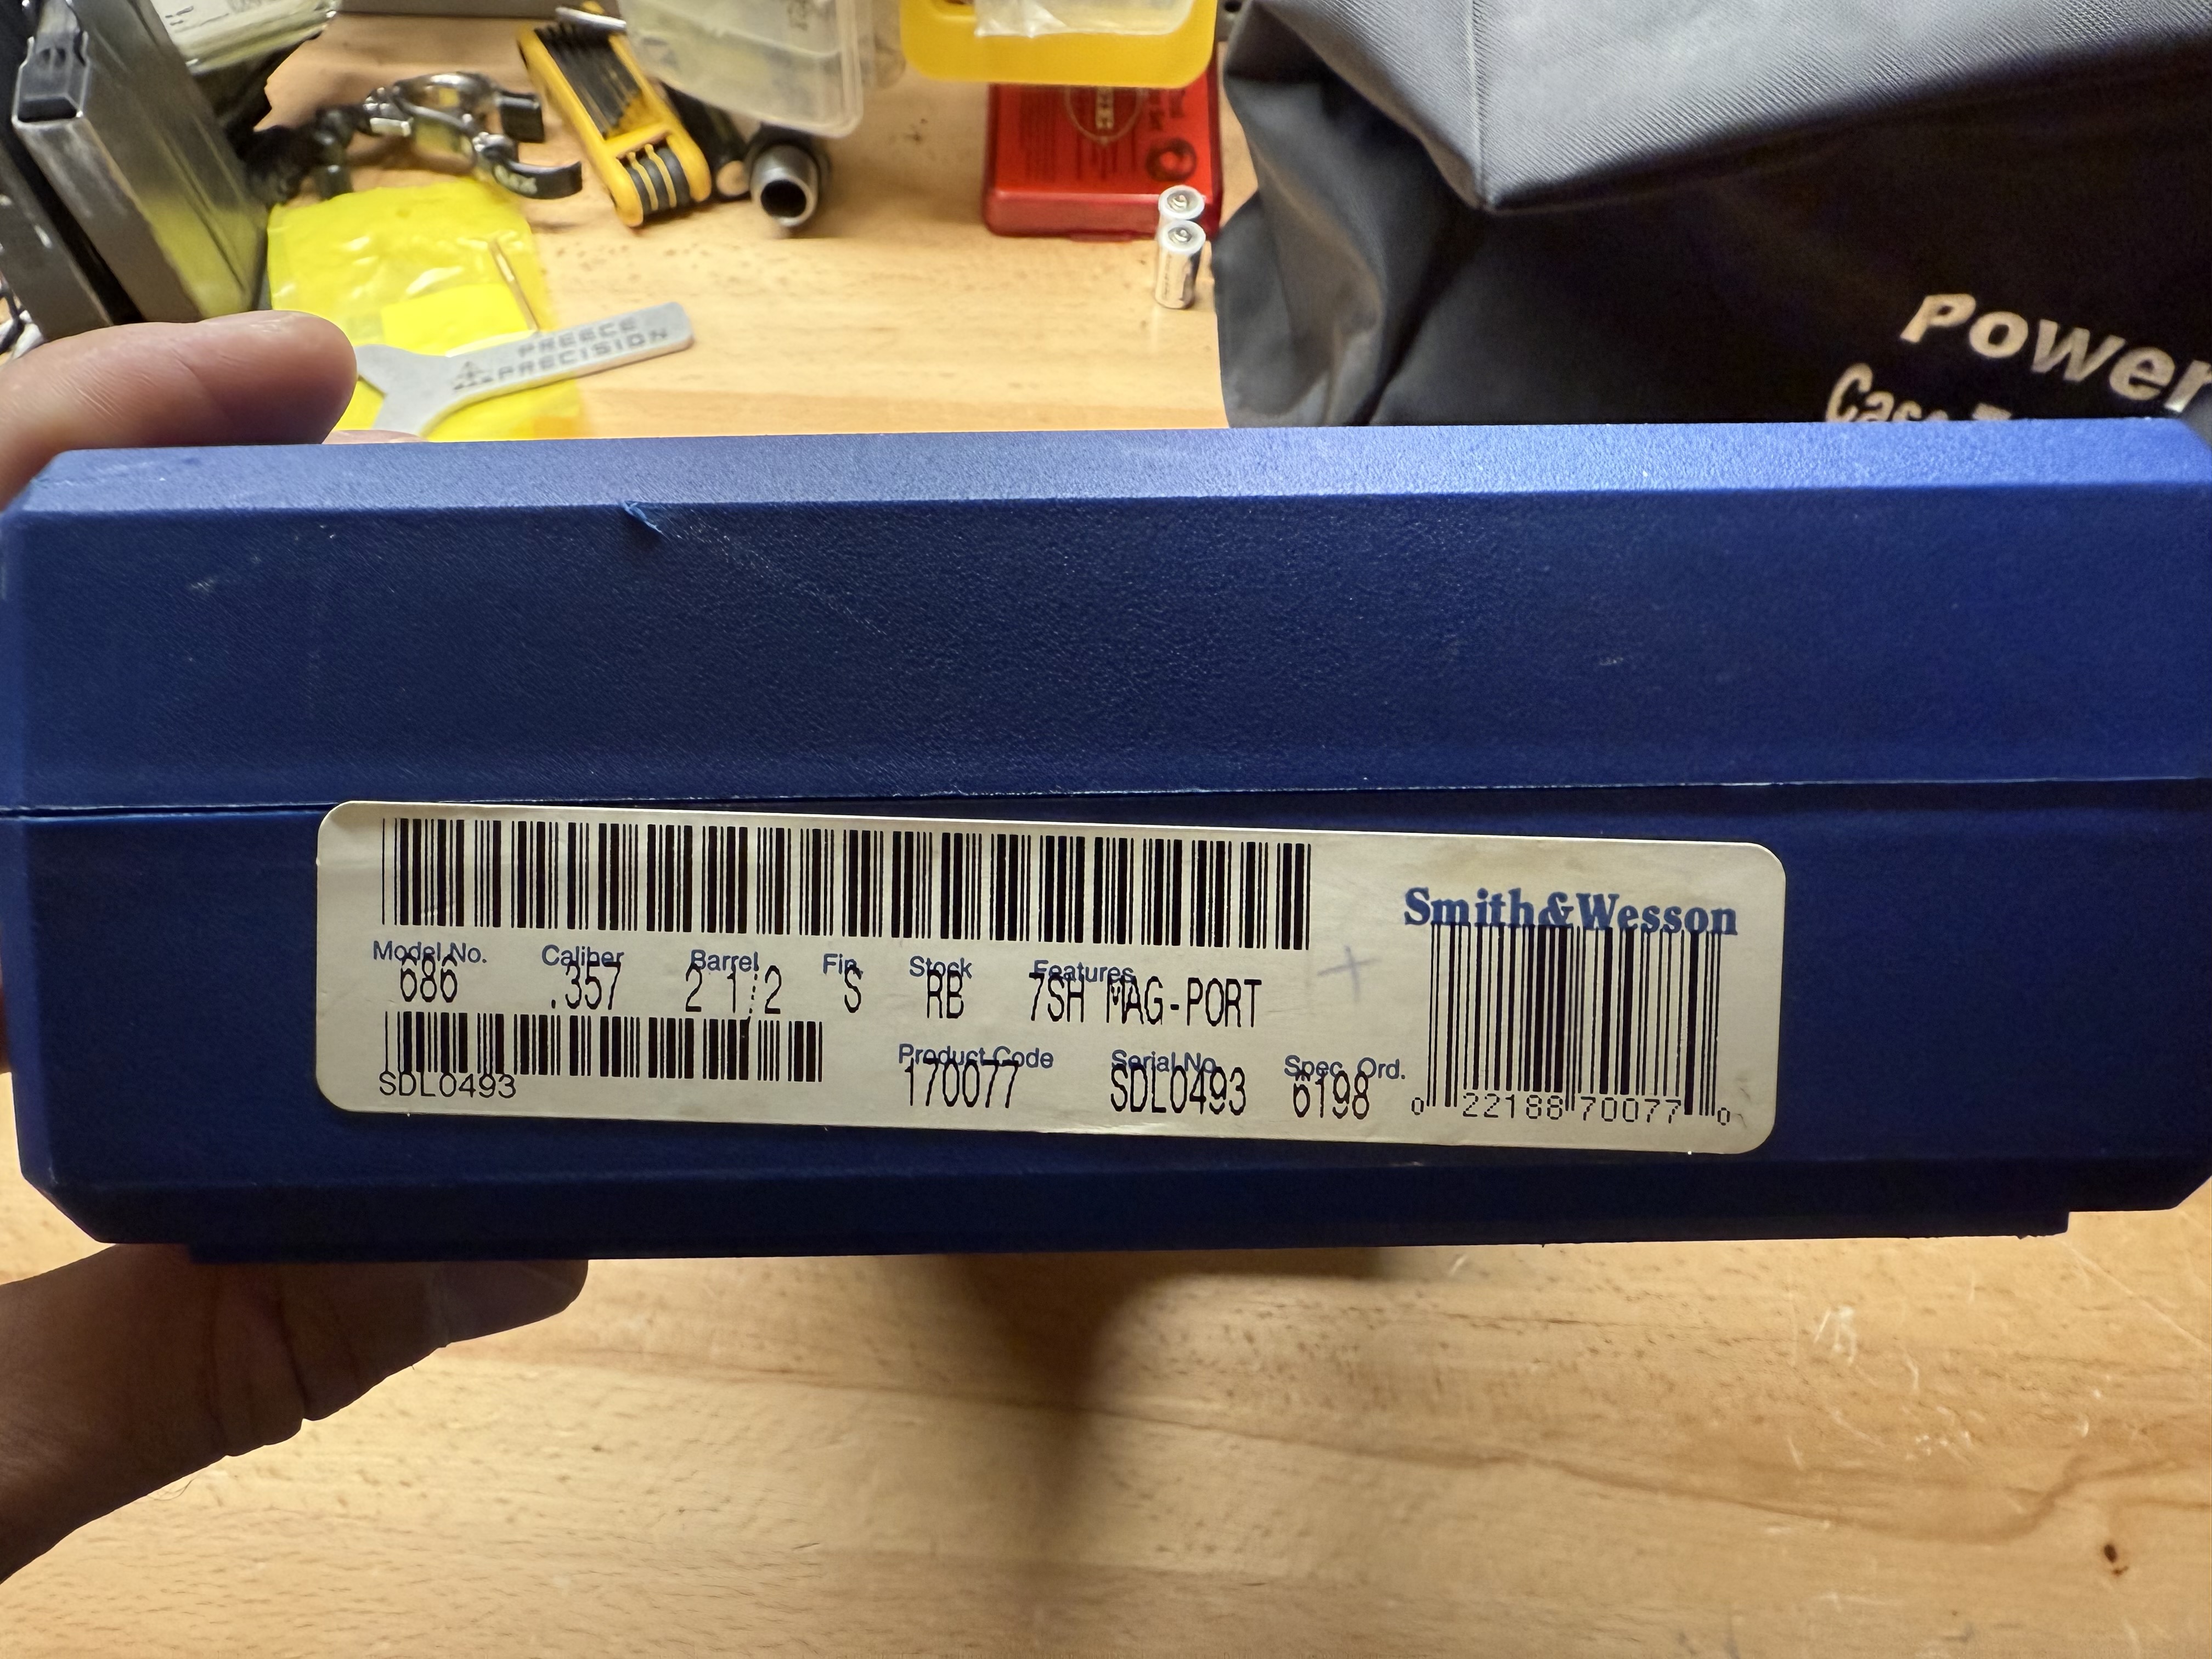 PREECE
PRECISION
Power
Smith&Wesson
Model No. Caliber Barrel Fin. Stock Features
686 .357 2 1/2 S RB 7SH MAG-PORT
Product Code Serial No. Spec. Ord.
SDL0493 170077 SDL0493 6198
0 22188 70077 0